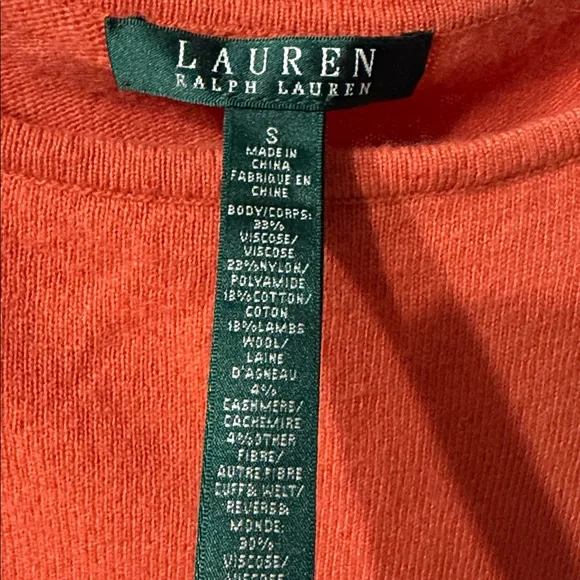 LAUREN
RALPH LAUREN
S
MADE IN
CHINA
FABRIQUE EN
CHINE
BODY/CORPS:
33%
VISCOSE/
VISCOSE
23%NYLON/
POLYAMIDE
18%COTTON/
COTON
18%LAMBS
WOOL/
LAINE
D'AGNEAU
4%
CASHMERE/
CACHEMIRE
4%OTHER
FIBRE/
AUTRE FIBRE
CUFF& WELT/
REVERS&
MONDE:
30%
VISCOSE/
VISCOSE